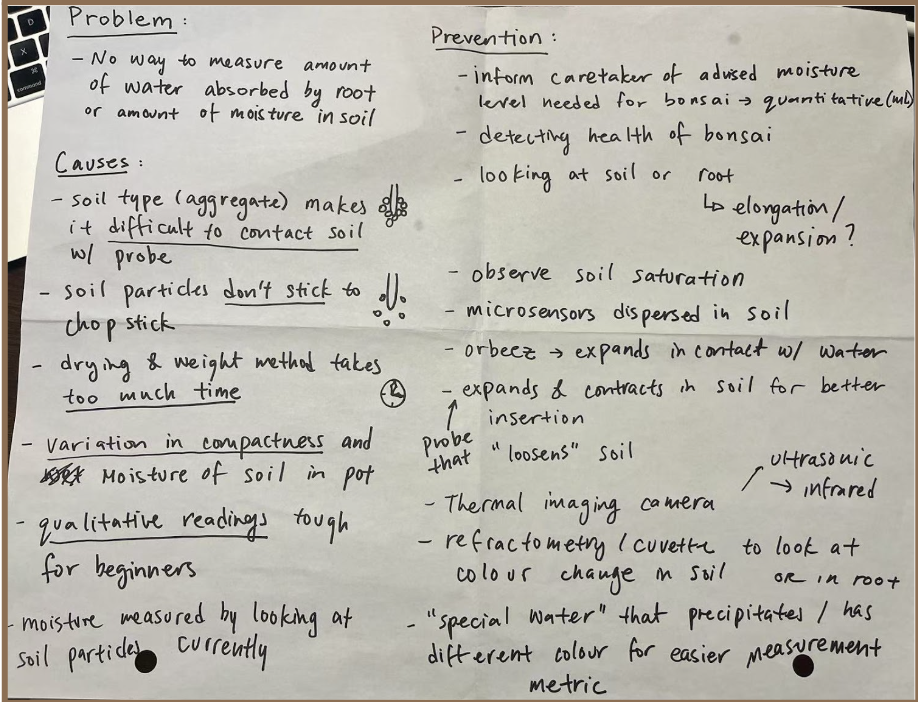 Problem :
- No way to measure amount
of water absorbed by root
or amount of moisture in soil
Causes :
- soil type (aggregate) makes
it difficult to contact soil
w/ probe
- soil particles don't stick to
chop stick
- drying & weight method takes
too much time
- variation in compactness and
moisture of soil in pot
- qualitative readings tough
for beginners
- moisture measured by looking at
soil particles currently
Prevention :
- inform caretaker of advised moisture
level needed for bonsai → quantitative (mL)
- detecting health of bonsai
- looking at soil or root
↳ elongation/
expansion?
- observe soil saturation
- microsensors dispersed in soil
- orbeez → expands in contact w/ water
- expands & contracts in soil for better
insertion
probe
that "loosens" soil
- Thermal imaging camera
ultrasonic
→ infrared
- refractometry / cuvette to look at
colour change in soil OR in root
- "special water" that precipitates / has
different colour for easier measurement
metric
D
X
⌘
command